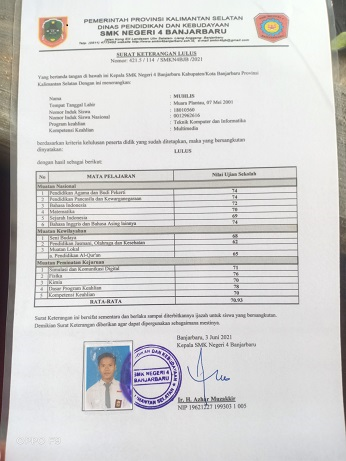 PEMERINTAH PROVINSI KALIMANTAN SELATAN
DINAS PENDIDIKAN DAN KEBUDAYAAN
SMK NEGERI 4 BANJARBARU
SURAT KETERANGAN LULUS
Nomor: 421.5 / 114 / SMKN4BJB /2021
Yang bertanda tangan di bawah ini Kepala SMK Negeri 4 Banjarbaru Kabupaten/Kota Banjarbaru Provinsi
Kalimantan Selatan Dengan ini menerangkan:
Nama : MUHLIS
Tempat Tanggal Lahir : Muara Plantau, 07 Mei 2001
Nomor Induk Siswa : 18010360
Nomor Induk Siswa Nasional : 0012962616
Program keahlian : Teknik Komputer dan Informatika
Kompetensi Keahlian : Multimedia
berdasarkan kriteria kelulusan peserta didik yang sudah ditetapkan, maka yang bersangkutan
dinyatakan:
LULUS
dengan hasil sebagai berikut:
No MATA PELAJARAN Nilai Ujian Sekolah
Muatan Nasional
1 Pendidikan Agama dan Budi Pekerti 74
2 Pendidikan Pancasila dan Kewarganegaraan 74
3 Bahasa Indonesia 72
4 Matematika 70
5 Sejarah Indonesia 69
6 Bahasa Inggris dan Bahasa Asing lainnya 74
Muatan Kewilayahan
1 Seni Budaya 68
2 Pendidikan Jasmani, Olahraga dan Kesehatan 62
3 Muatan Lokal
a. Pendidikan Al-Qur'an 65
Muatan Peminatan Kejuruan
1 Simulasi dan Komunikasi Digital 71
2 Fisika 76
3 Kimia 70
4 Dasar Program Keahlian 78
5 Kompetensi Keahlian 70
RATA-RATA 70.93
Surat Keterangan ini bersifat sementara dan berlaku sampai diterbitkannya ijazah untuk siswa yang bersangkutan.
Demikian Surat Keterangan diberikan agar dapat dipergunakan sebagaimana mestinya.
Banjarbaru, 3 Juni 2021
Kepala SMK Negeri 4 Banjarbaru
SMK NEGERI 4
BANJARBARU
Ir. H. Azhar Muzakkir
NIP 19621227 199303 1 005